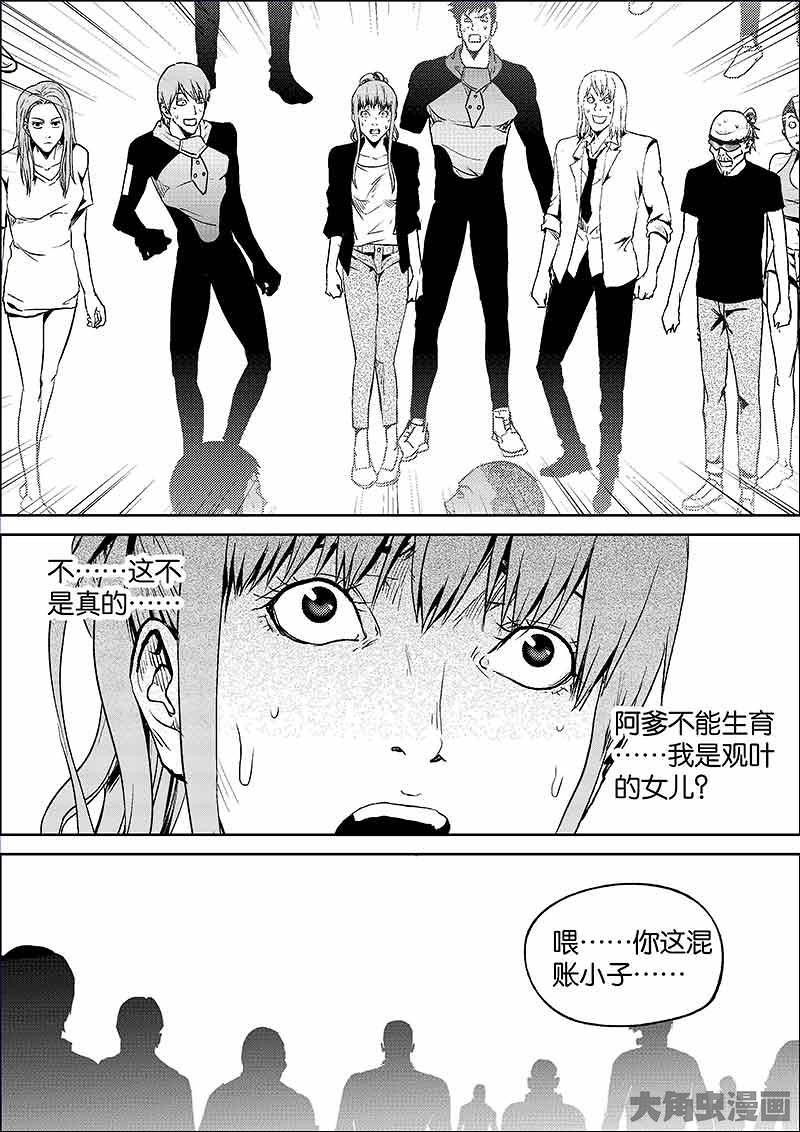 不……这不
是真的……
阿爹不能生育
……我是观叶
的女儿？
喂……你这混
账小子……
大角虫漫画